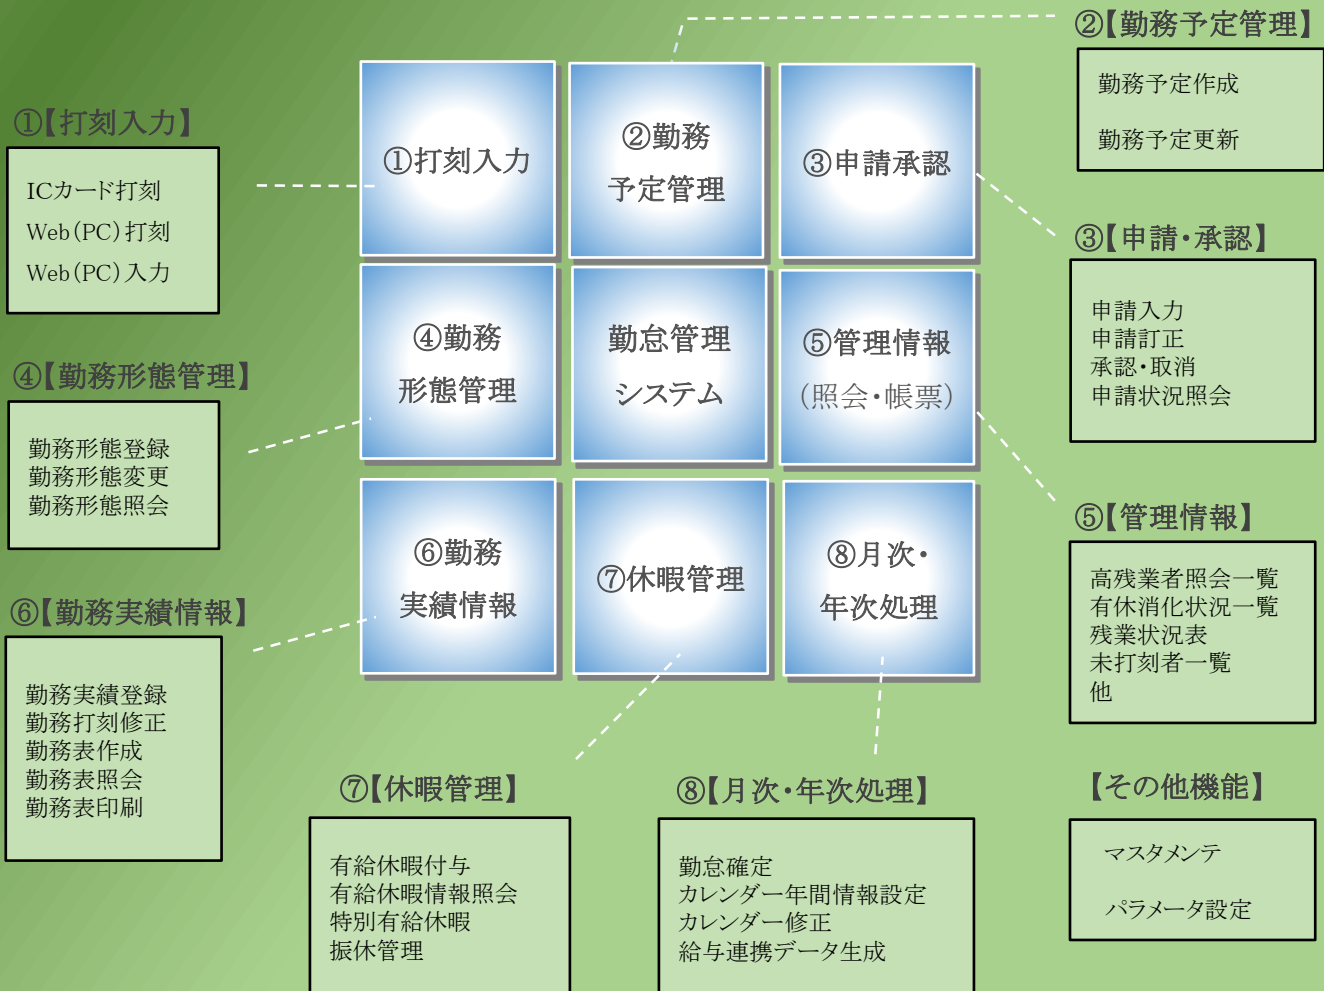 ②【勤務予定管理】
勤務予定作成
勤務予定更新
①【打刻入力】
ICカード打刻
Web(PC)打刻
Web(PC)入力
①打刻入力
②勤務
予定管理
③申請承認
③【申請・承認】
申請入力
申請訂正
承認・取消
申請状況照会
④【勤務形態管理】
勤務形態登録
勤務形態変更
勤務形態照会
④勤務
形態管理
勤怠管理
システム
⑤管理情報
(照会・帳票)
⑤【管理情報】
高残業者照会一覧
有休消化状況一覧
残業状況表
未打刻者一覧
他
⑥【勤務実績情報】
勤務実績登録
勤務打刻修正
勤務表作成
勤務表照会
勤務表印刷
⑥勤務
実績情報
⑦休暇管理
⑧月次・
年次処理
⑦【休暇管理】
有給休暇付与
有給休暇情報照会
特別有給休暇
振休管理
⑧【月次・年次処理】
勤怠確定
カレンダー年間情報設定
カレンダー修正
給与連携データ生成
【その他機能】
マスタメンテ
パラメータ設定